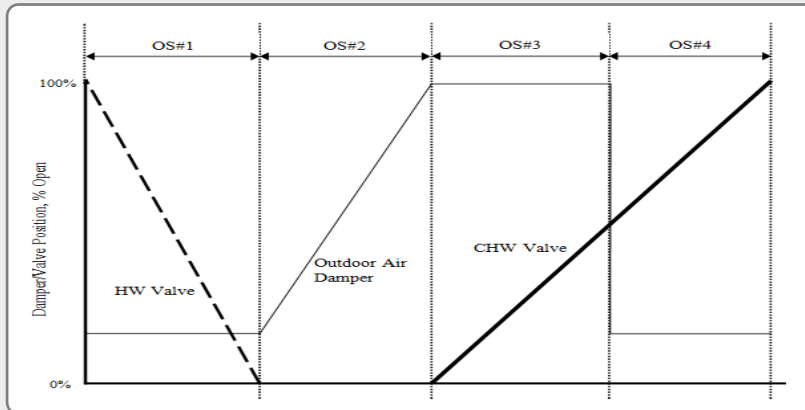 OS#1
OS#2
OS#3
OS#4
100%
Damper/Valve Position, % Open
CHW Valve
Outdoor Air
Damper
HW Valve
0%